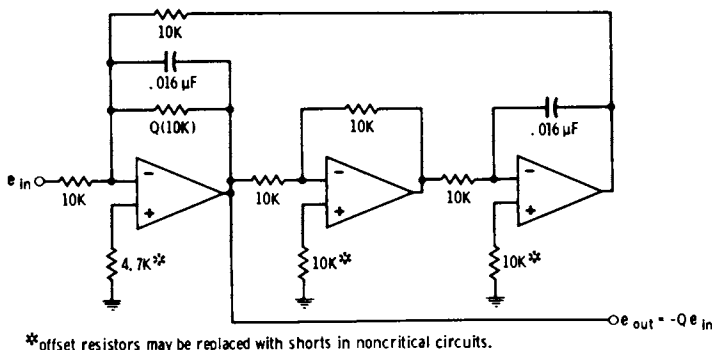 10K
.016 µF
Q(10K)
10K
.016 µF
e in
10K
10K
10K
-
+
-
+
-
+
4.7K*
10K*
10K*
e out = -Q e in
*offset resistors may be replaced with shorts in noncritical circuits.